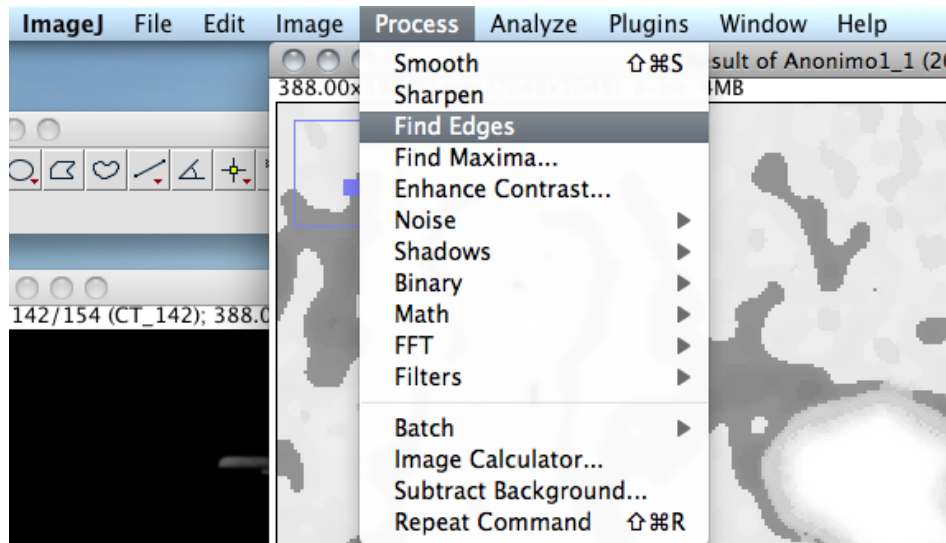 ImageJ File Edit Image Process Analyze Plugins Window Help
sult of Anonimo1_1 (20
388.00x
4MB
Smooth ⇧⌘S
Sharpen
Find Edges
Find Maxima...
Enhance Contrast...
Noise
Shadows
Binary
Math
FFT
Filters
Batch
Image Calculator...
Subtract Background...
Repeat Command ⇧⌘R
142/154 (CT_142); 388.0